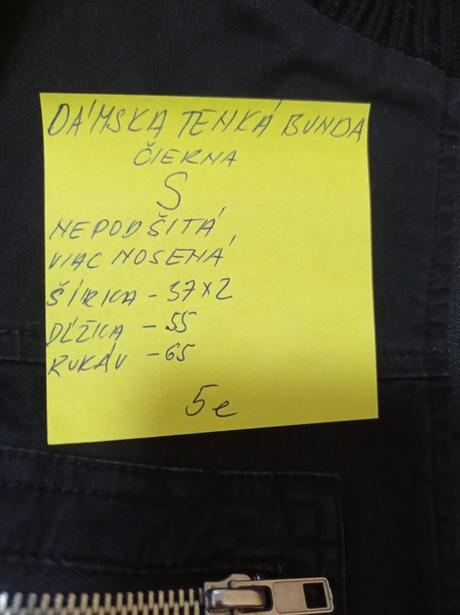 DÁMSKA TENKÁ BUNDA
ČIERNA
S
NEPODŠITÁ
VIAC NOSENÁ
ŠÍRKA - 37x2
DĹŽKA - 55
RUKÁV - 65
5e